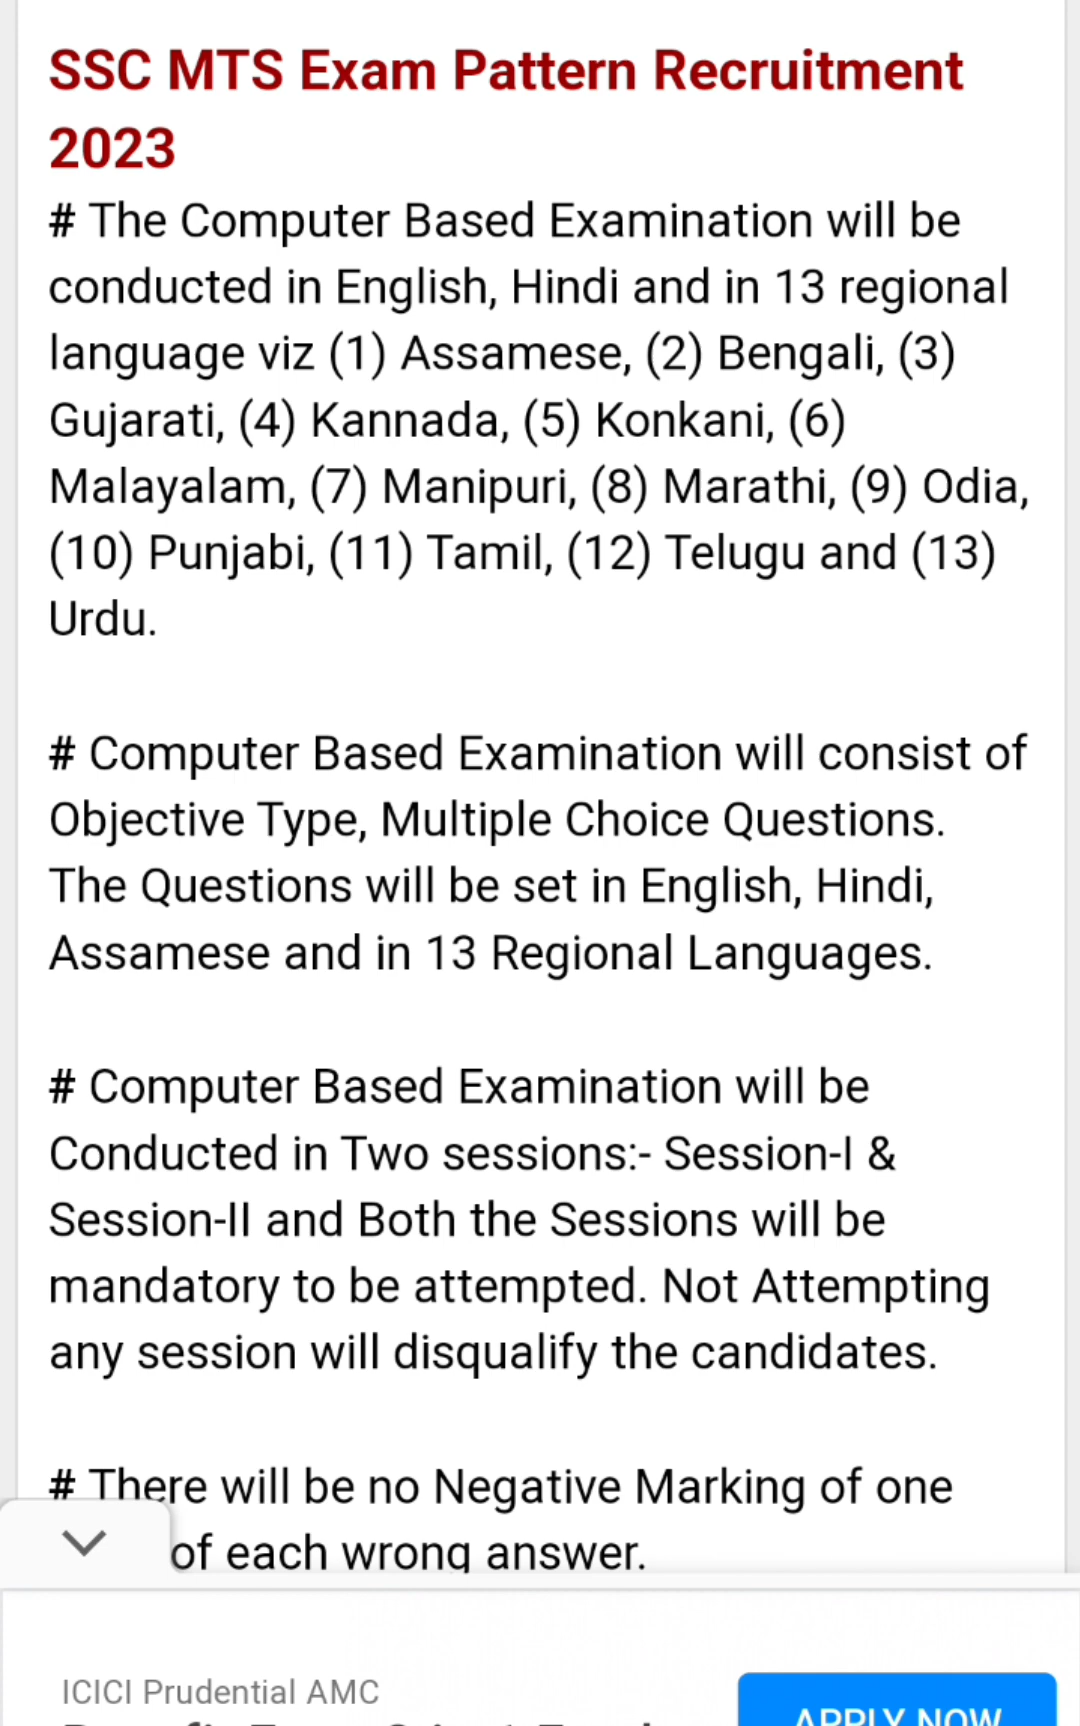 SSC MTS Exam Pattern Recruitment
2023
# The Computer Based Examination will be
conducted in English, Hindi and in 13 regional
language viz (1) Assamese, (2) Bengali, (3)
Gujarati, (4) Kannada, (5) Konkani, (6)
Malayalam, (7) Manipuri, (8) Marathi, (9) Odia,
(10) Punjabi, (11) Tamil, (12) Telugu and (13)
Urdu.
# Computer Based Examination will consist of
Objective Type, Multiple Choice Questions.
The Questions will be set in English, Hindi,
Assamese and in 13 Regional Languages.
# Computer Based Examination will be
Conducted in Two sessions:- Session-I &
Session-II and Both the Sessions will be
mandatory to be attempted. Not Attempting
any session will disqualify the candidates.
# There will be no Negative Marking of one
of each wrong answer.
ICICI Prudential AMC
APPLY NOW